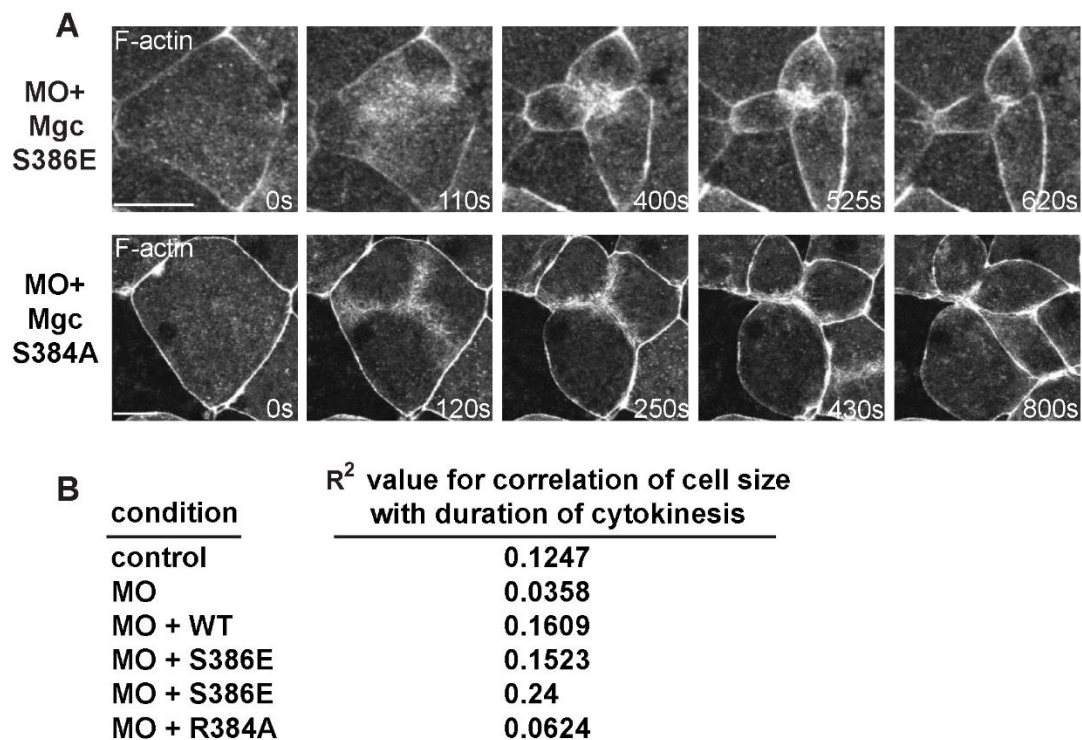 A
F-actin
MO+
Mgc
S386E
0s
110s
400s
525s
620s
F-actin
MO+
Mgc
S384A
0s
120s
250s
430s
800s
B
R² value for correlation of cell size
with duration of cytokinesis
condition
control 0.1247
MO 0.0358
MO + WT 0.1609
MO + S386E 0.1523
MO + S386E 0.24
MO + R384A 0.0624